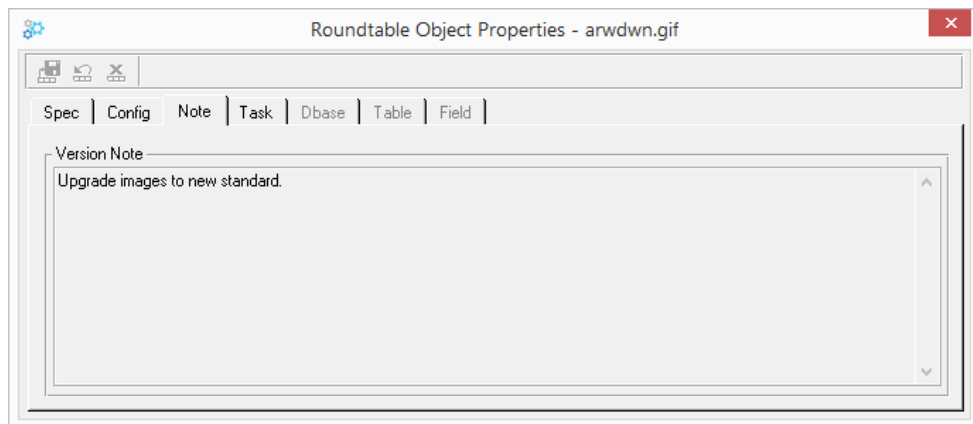 Roundtable Object Properties - arwdwn.gif
Spec Config Note Task Dbase Table Field
Version Note
Upgrade images to new standard.